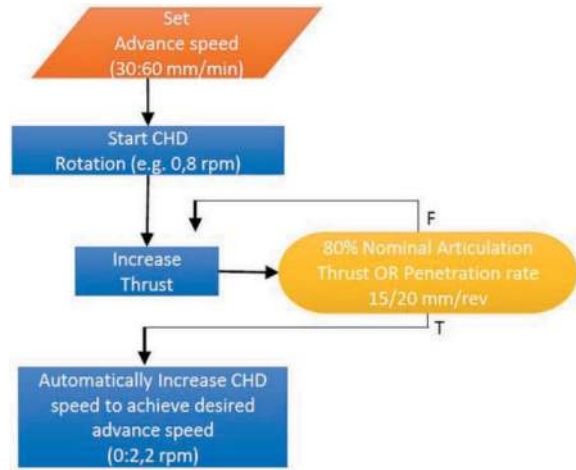 Set
Advance speed
(30:60 mm/min)
Start CHD
Rotation (e.g. 0,8 rpm)
F
Increase
Thrust
80% Nominal Articulation
Thrust OR Penetration rate
15/20 mm/rev
T
Automatically Increase CHD
speed to achieve desired
advance speed
(0:2,2 rpm)